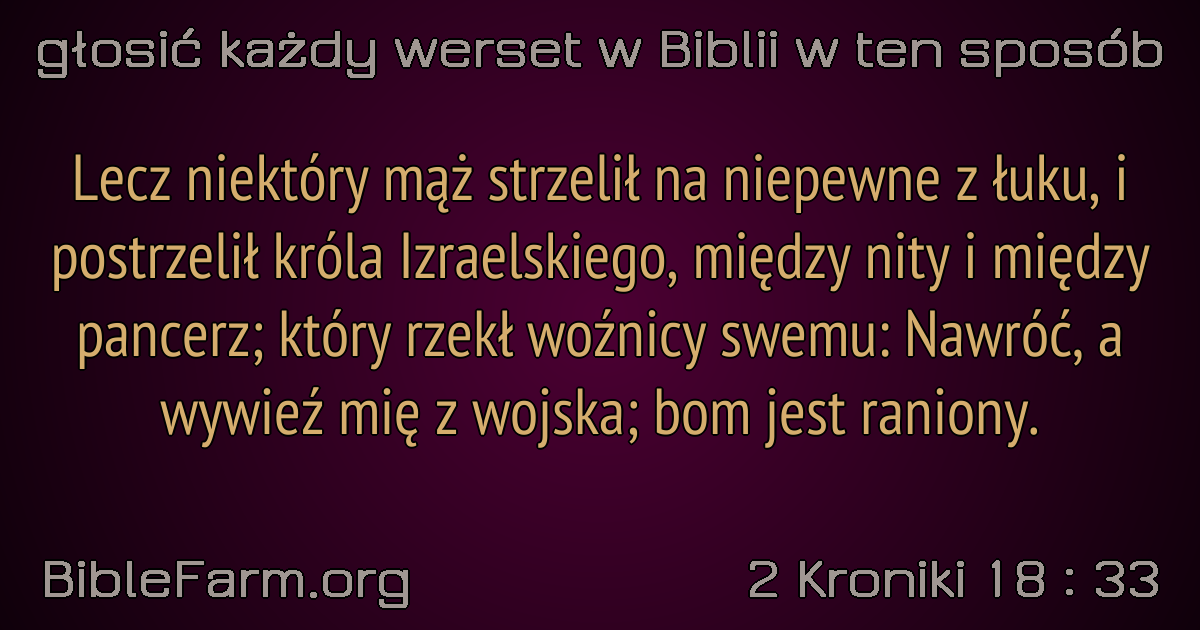 głosić każdy werset w Biblii w ten sposób
Lecz niektóry mąż strzelił na niepewne z łuku, i
postrzelił króla Izraelskiego, między nity i między
pancerz; który rzekł woźnicy swemu: Nawróć, a
wywieź mię z wojska; bom jest raniony.
BibleFarm.org
2 Kroniki 18 : 33